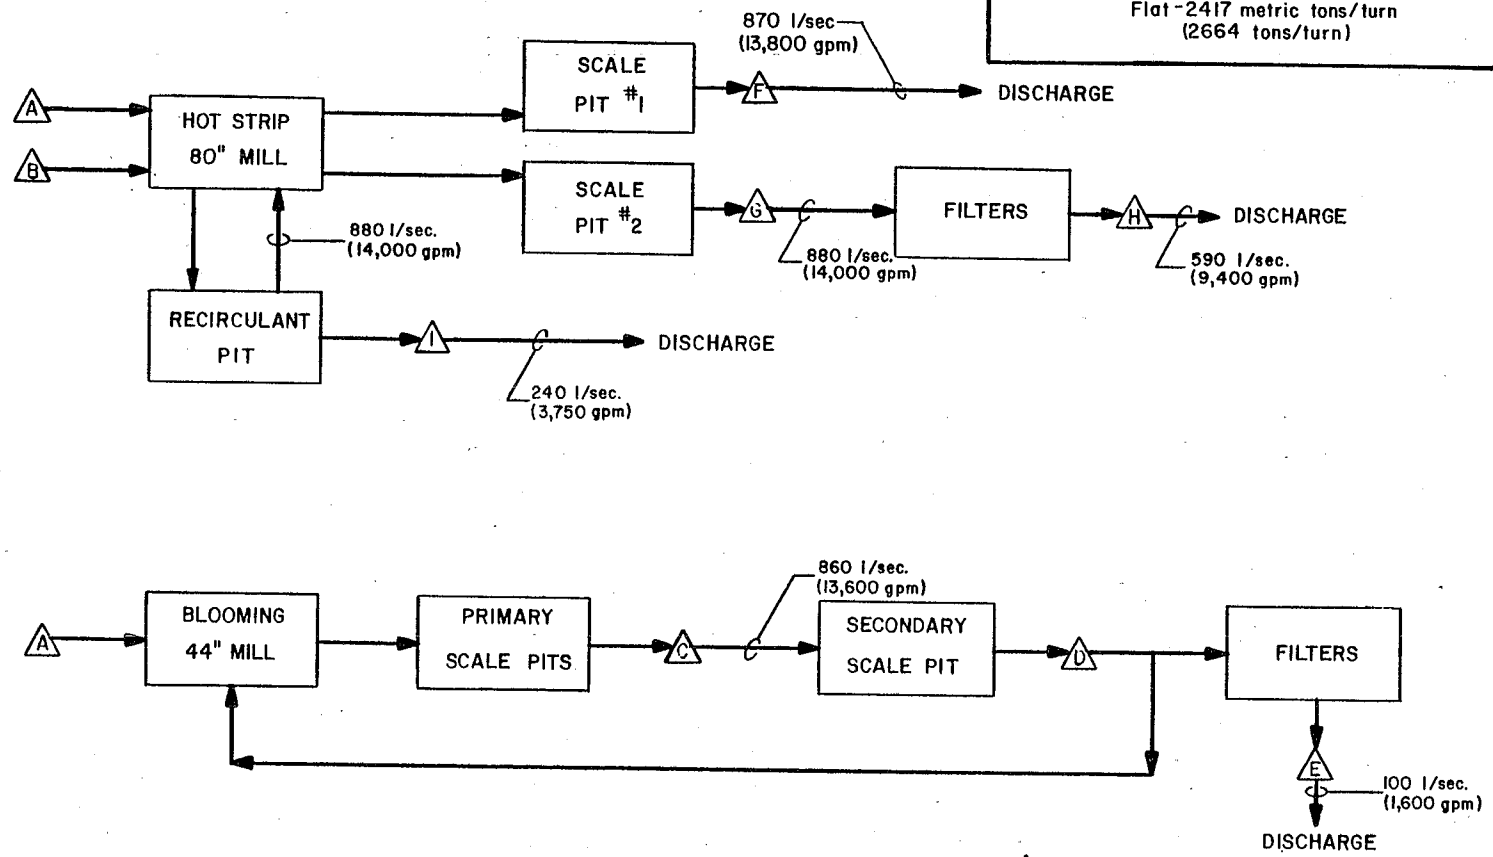 Flat-2417 metric tons/turn
(2664 tons/turn)
870 l/sec
(13,800 gpm)
SCALE
PIT #1
F
DISCHARGE
A
HOT STRIP
80" MILL
B
SCALE
PIT #2
G
880 l/sec.
(14,000 gpm)
FILTERS
H
DISCHARGE
590 l/sec.
(9,400 gpm)
880 l/sec.
(14,000 gpm)
RECIRCULANT
PIT
I
DISCHARGE
240 l/sec.
(3,750 gpm)
860 l/sec.
(13,600 gpm)
A
BLOOMING
44" MILL
PRIMARY
SCALE PITS
C
SECONDARY
SCALE PIT
D
FILTERS
E
100 l/sec.
(1,600 gpm)
DISCHARGE